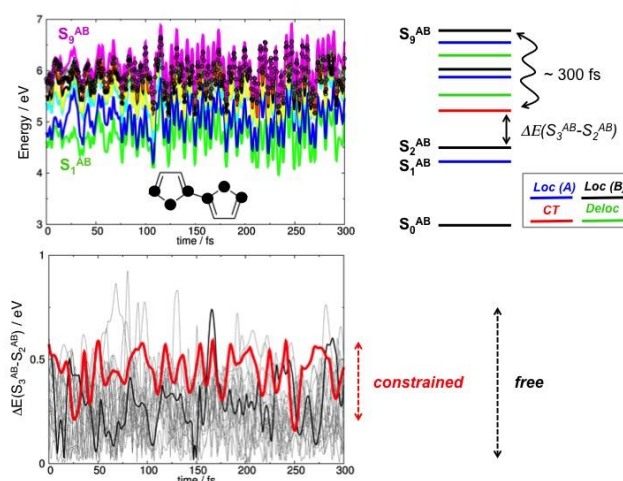 S₉ᴬᴮ
S₁ᴬᴮ
Energy / eV
7
6
5
4
3
0 50 100 150 200 250 300
time / fs
S₉ᴬᴮ
~ 300 fs
ΔE(S₃ᴬᴮ-S₂ᴬᴮ)
S₂ᴬᴮ
S₁ᴬᴮ
S₀ᴬᴮ
Loc (A) Loc (B)
CT Deloc
ΔE(S₃ᴬᴮ-S₂ᴬᴮ) / eV
1
0.5
0
0 50 100 150 200 250 300
time / fs
constrained
free